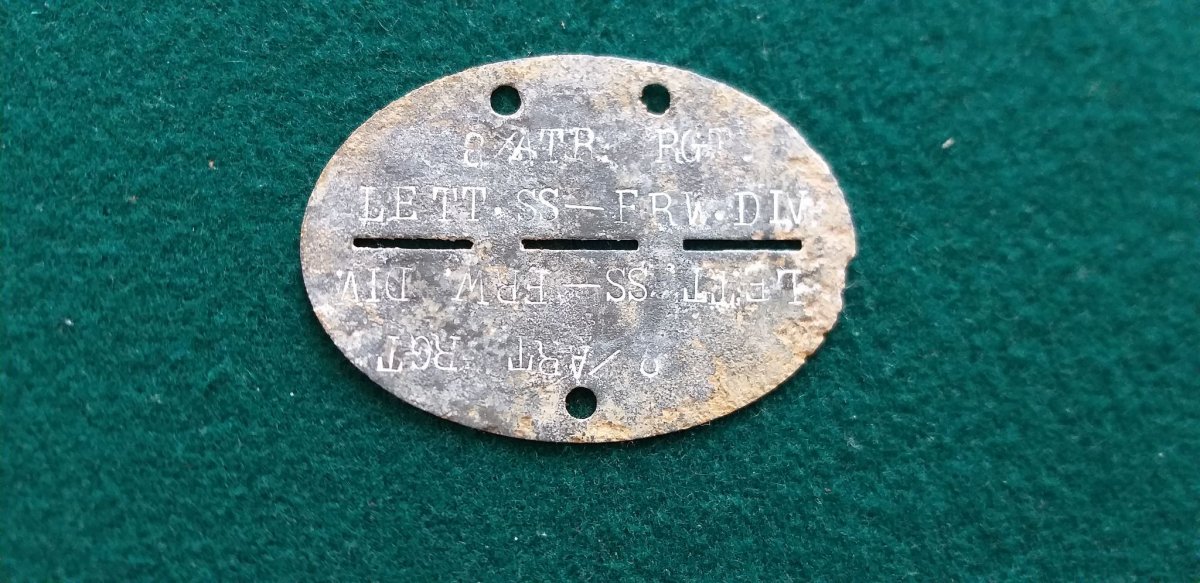 /ATR RGT
LETT.SS-FRW.DIV
/ART RGT
LETT. SS-FRW. DIV.